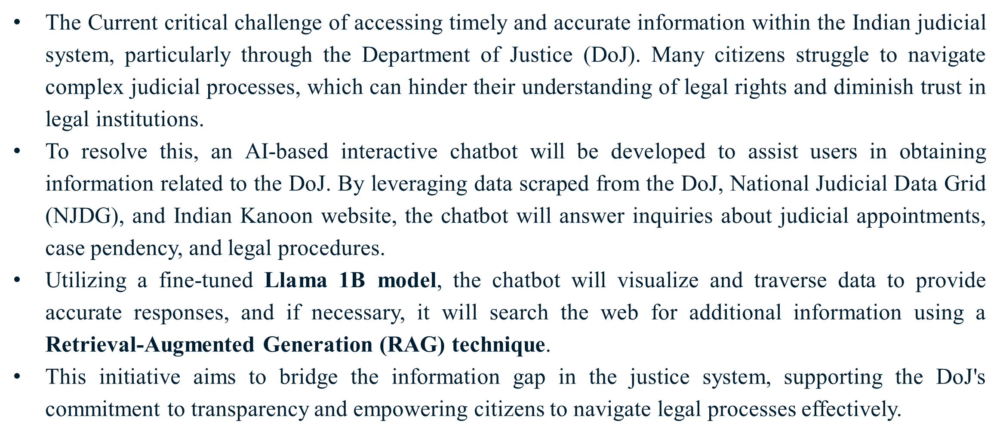 • The Current critical challenge of accessing timely and accurate information within the Indian judicial
system, particularly through the Department of Justice (DoJ). Many citizens struggle to navigate
complex judicial processes, which can hinder their understanding of legal rights and diminish trust in
legal institutions.
• To resolve this, an AI-based interactive chatbot will be developed to assist users in obtaining
information related to the DoJ. By leveraging data scraped from the DoJ, National Judicial Data Grid
(NJDG), and Indian Kanoon website, the chatbot will answer inquiries about judicial appointments,
case pendency, and legal procedures.
• Utilizing a fine-tuned Llama 1B model, the chatbot will visualize and traverse data to provide
accurate responses, and if necessary, it will search the web for additional information using a
Retrieval-Augmented Generation (RAG) technique.
• This initiative aims to bridge the information gap in the justice system, supporting the DoJ's
commitment to transparency and empowering citizens to navigate legal processes effectively.